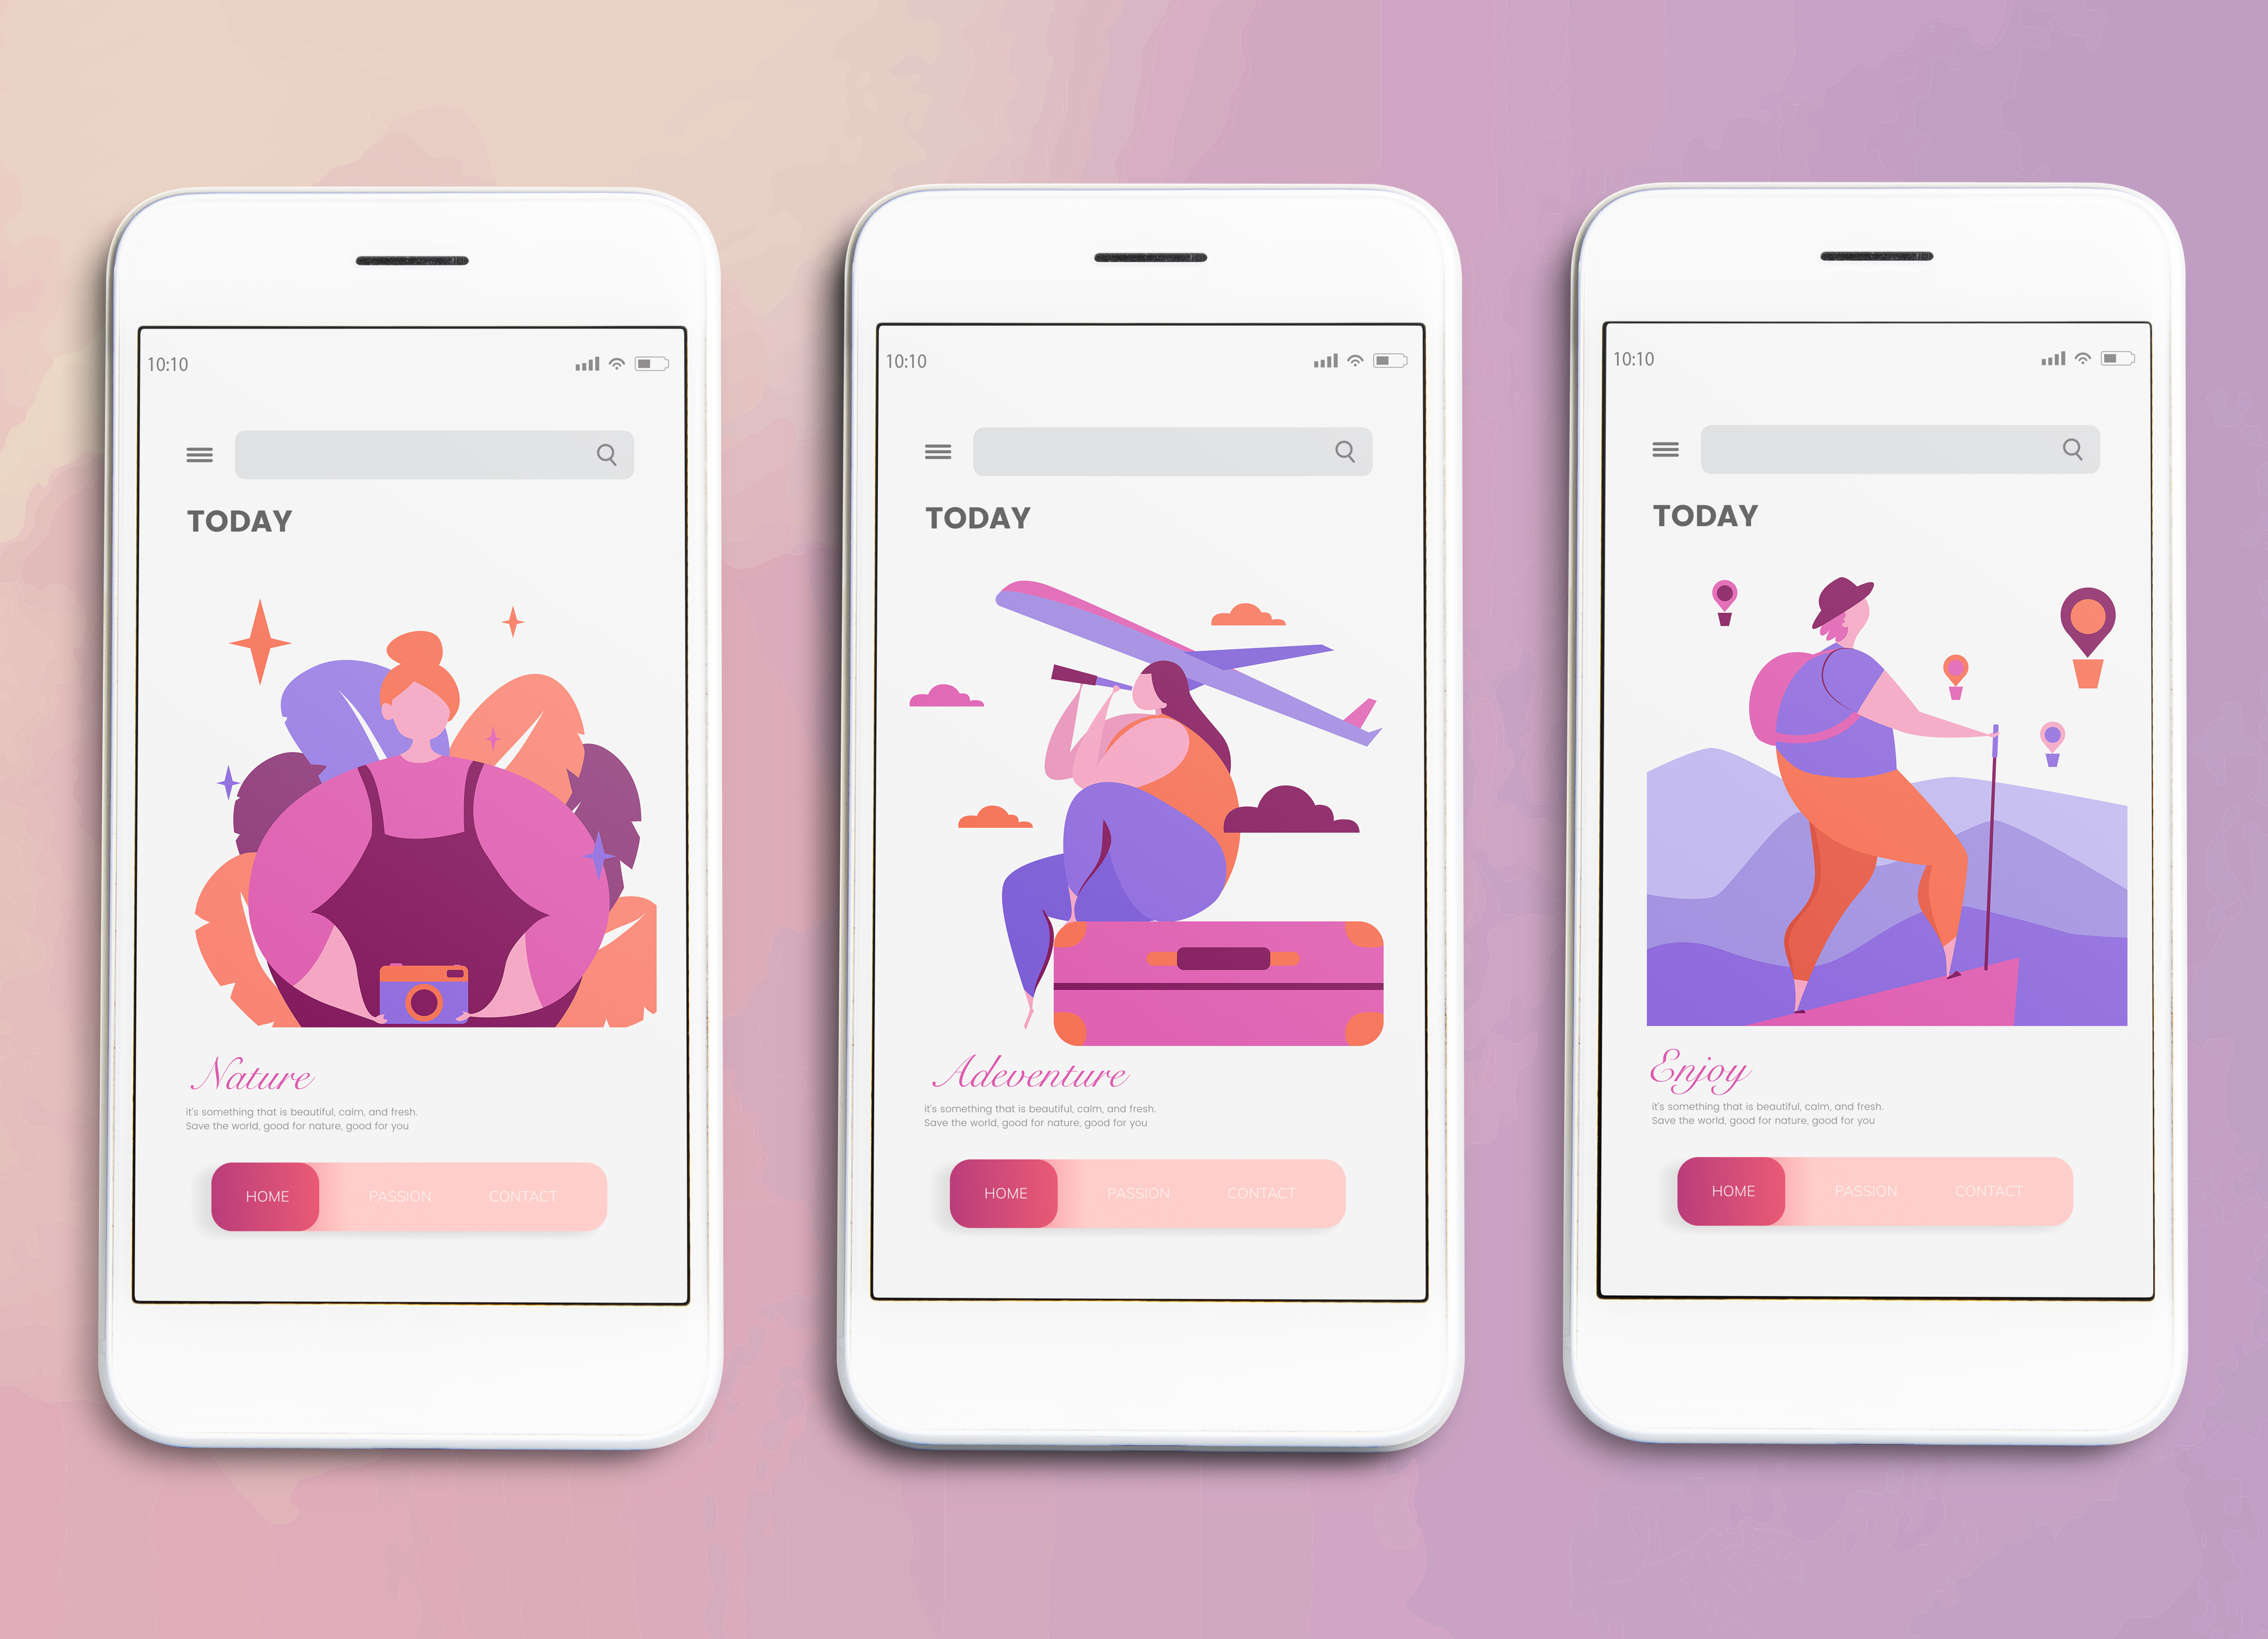 10:10
TODAY
Nature
it's something that is beautiful, calm, and fresh.
Save the world, good for nature, good for you
HOME PASSION CONTACT
10:10
TODAY
Adeventure
it's something that is beautiful, calm, and fresh.
Save the world, good for nature, good for you
HOME PASSION CONTACT
10:10
TODAY
Enjoy
it's something that is beautiful, calm, and fresh.
Save the world, good for nature, good for you
HOME PASSION CONTACT